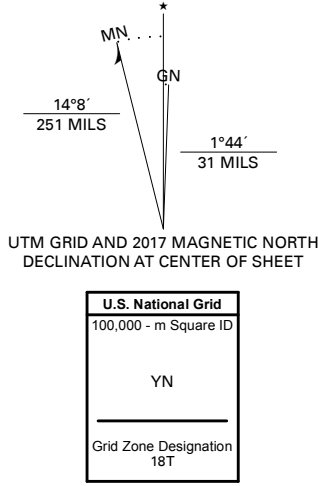 ★
MN
GN
14°8´
251 MILS
1°44´
31 MILS
UTM GRID AND 2017 MAGNETIC NORTH
DECLINATION AT CENTER OF SHEET
U.S. National Grid
100,000 - m Square ID
YN
Grid Zone Designation
18T